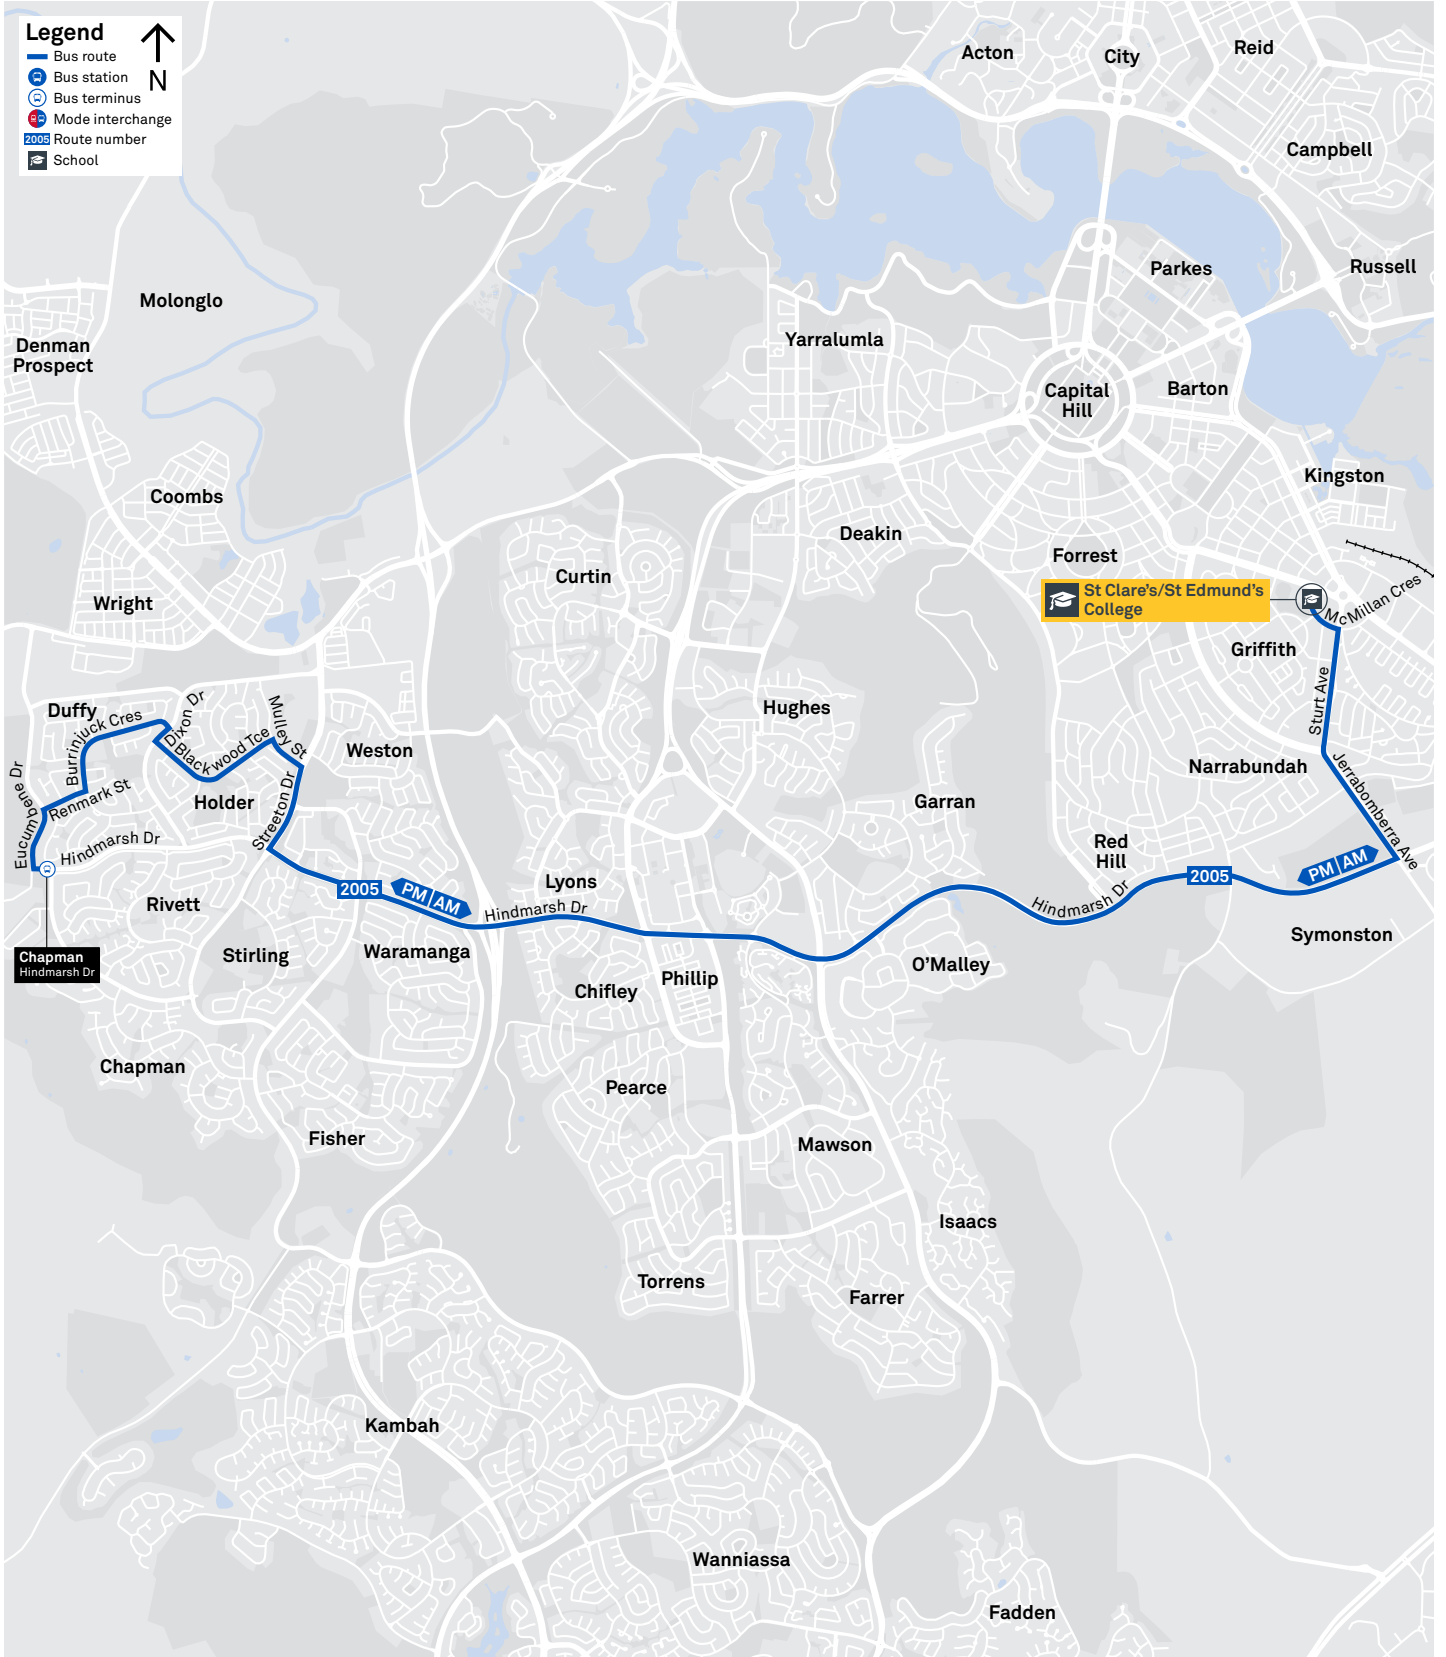 Legend
N
Bus route
Bus station
Bus terminus
Mode interchange
2005 Route number
School
Acton
City
Reid
Campbell
Parkes
Russell
Molonglo
Denman
Prospect
Yarralumla
Capital
Hill
Barton
Kingston
Coombs
Deakin
Forrest
Curtin
Wright
St Clare's/St Edmund's
College
McMillan Cres
Griffith
Sturt Ave
Duffy
Burrinjuck Cres
Dixon Dr
Mulley St
Blackwood Tce
Hughes
Weston
Narrabundah
Jerrabomberra Ave
Eucumbene Dr
Renmark St
Holder
Streeton Dr
Garran
Hindmarsh Dr
Red
Hill
2005
PM AM
Lyons
2005
PM AM
Hindmarsh Dr
Hindmarsh Dr
Rivett
Symonston
Chapman
Hindmarsh Dr
Stirling
Waramanga
Phillip
O'Malley
Chifley
Chapman
Pearce
Fisher
Mawson
Isaacs
Torrens
Farrer
Kambah
Wanniassa
Fadden